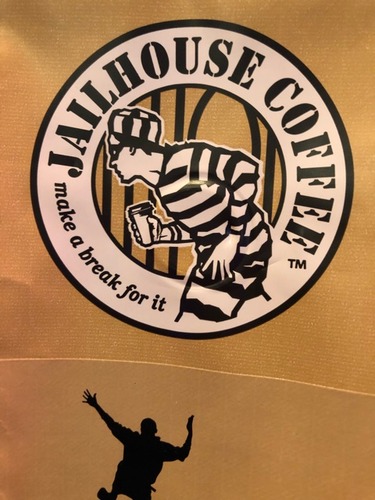 JAILHOUSE COFFEE
make a break for it
TM